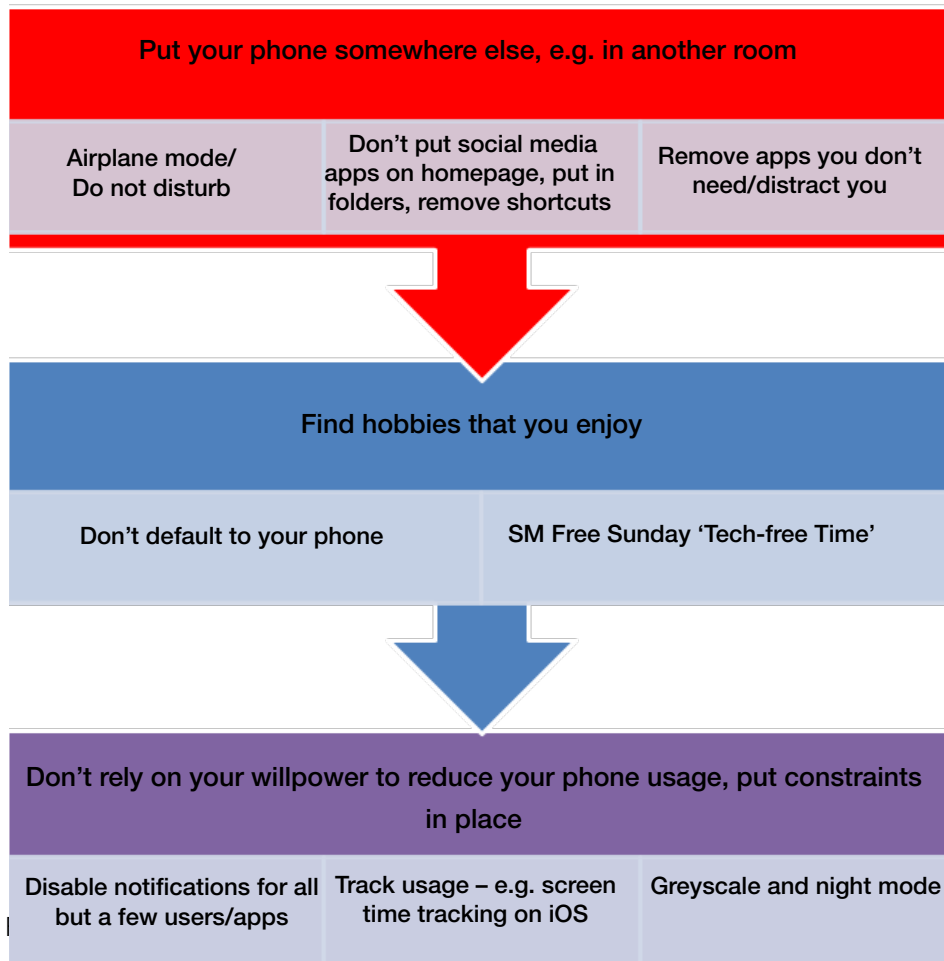 Put your phone somewhere else, e.g. in another room
Airplane mode/
Do not disturb
Don’t put social media
apps on homepage, put in
folders, remove shortcuts
Remove apps you don’t
need/distract you
Find hobbies that you enjoy
Don’t default to your phone
SM Free Sunday ‘Tech-free Time’
Don’t rely on your willpower to reduce your phone usage, put constraints
in place
Disable notifications for all
but a few users/apps
Track usage – e.g. screen
time tracking on iOS
Greyscale and night mode